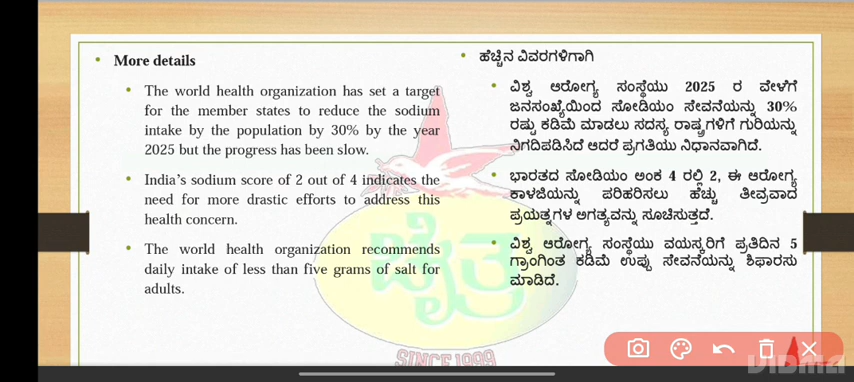 More details
The world health organization has set a target
for the member states to reduce the sodium
intake by the population by 30% by the year
2025 but the progress has been slow.
India's sodium score of 2 out of 4 indicates the
need for more drastic efforts to address this
health concern.
The world health organization recommends
daily intake of less than five grams of salt for
adults.
ಹೆಚ್ಚಿನ ವಿವರಗಳಿಗಾಗಿ
ವಿಶ್ವ ಆರೋಗ್ಯ ಸಂಸ್ಥೆಯು 2025 ರ ವೇಳೆಗೆ
ಜನಸಂಖ್ಯೆಯಿಂದ ಸೋಡಿಯಂ ಸೇವನೆಯನ್ನು 30%
ರಷ್ಟು ಕಡಿಮೆ ಮಾಡಲು ಸದಸ್ಯ ರಾಷ್ಟ್ರಗಳಿಗೆ ಗುರಿಯನ್ನು
ನಿಗದಿಪಡಿಸಿದೆ ಆದರೆ ಪ್ರಗತಿಯು ನಿಧಾನವಾಗಿದೆ.
ಭಾರತದ ಸೋಡಿಯಂ ಅಂಕ 4 ರಲ್ಲಿ 2, ಈ ಆರೋಗ್ಯ
ಕಾಳಜಿಯನ್ನು ಪರಿಹರಿಸಲು ಹೆಚ್ಚು ತೀವ್ರವಾದ
ಪ್ರಯತ್ನಗಳ ಅಗತ್ಯವನ್ನು ಸೂಚಿಸುತ್ತದೆ.
ವಿಶ್ವ ಆರೋಗ್ಯ ಸಂಸ್ಥೆಯು ವಯಸ್ಕರಿಗೆ ಪ್ರತಿದಿನ 5
ಗ್ರಾಂಗಿಂತ ಕಡಿಮೆ ಉಪ್ಪು ಸೇವನೆಯನ್ನು ಶಿಫಾರಸು
ಮಾಡಿದೆ.
ಜೈತ್ರ
SINCE 1999
VIDMA